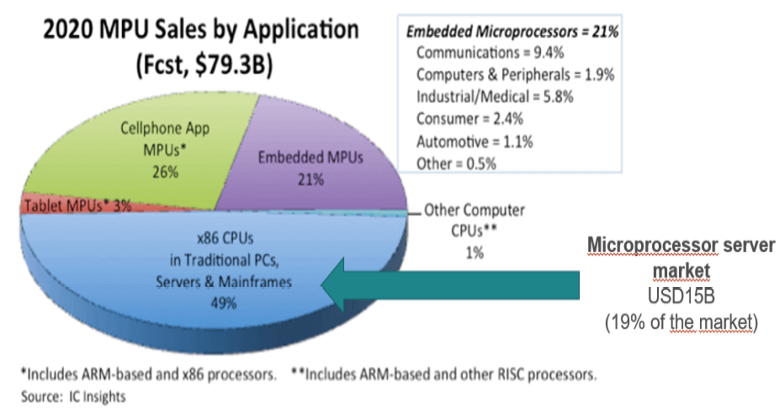 2020 MPU Sales by Application
(Fcst, $79.3B)
Embedded Microprocessors = 21%
Communications = 9.4%
Computers & Peripherals = 1.9%
Industrial/Medical = 5.8%
Consumer = 2.4%
Automotive = 1.1%
Other = 0.5%
Cellphone App
MPUs*
26%
Embedded MPUs
21%
Tablet MPUs* 3%
Other Computer
CPUs**
1%
x86 CPUs
in Traditional PCs,
Servers & Mainframes
49%
Microprocessor server
market
USD15B
(19% of the market)
*Includes ARM-based and x86 processors. **Includes ARM-based and other RISC processors.
Source: IC Insights